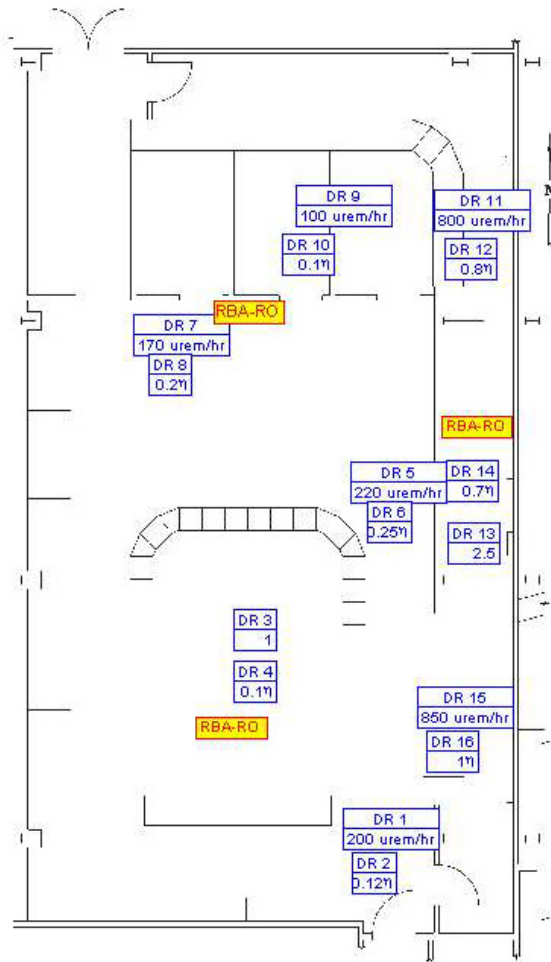 DR 9
100 urem/hr
DR 10
0.1η
DR 11
800 urem/hr
DR 12
0.8η
RBA-RO
DR 7
170 urem/hr
DR 8
0.2η
RBA-RO
DR 5
220 urem/hr
DR 6
0.25η
DR 14
0.7η
DR 13
2.5
DR 3
1
DR 4
0.1η
RBA-RO
DR 15
850 urem/hr
DR 16
1η
DR 1
200 urem/hr
DR 2
0.12η